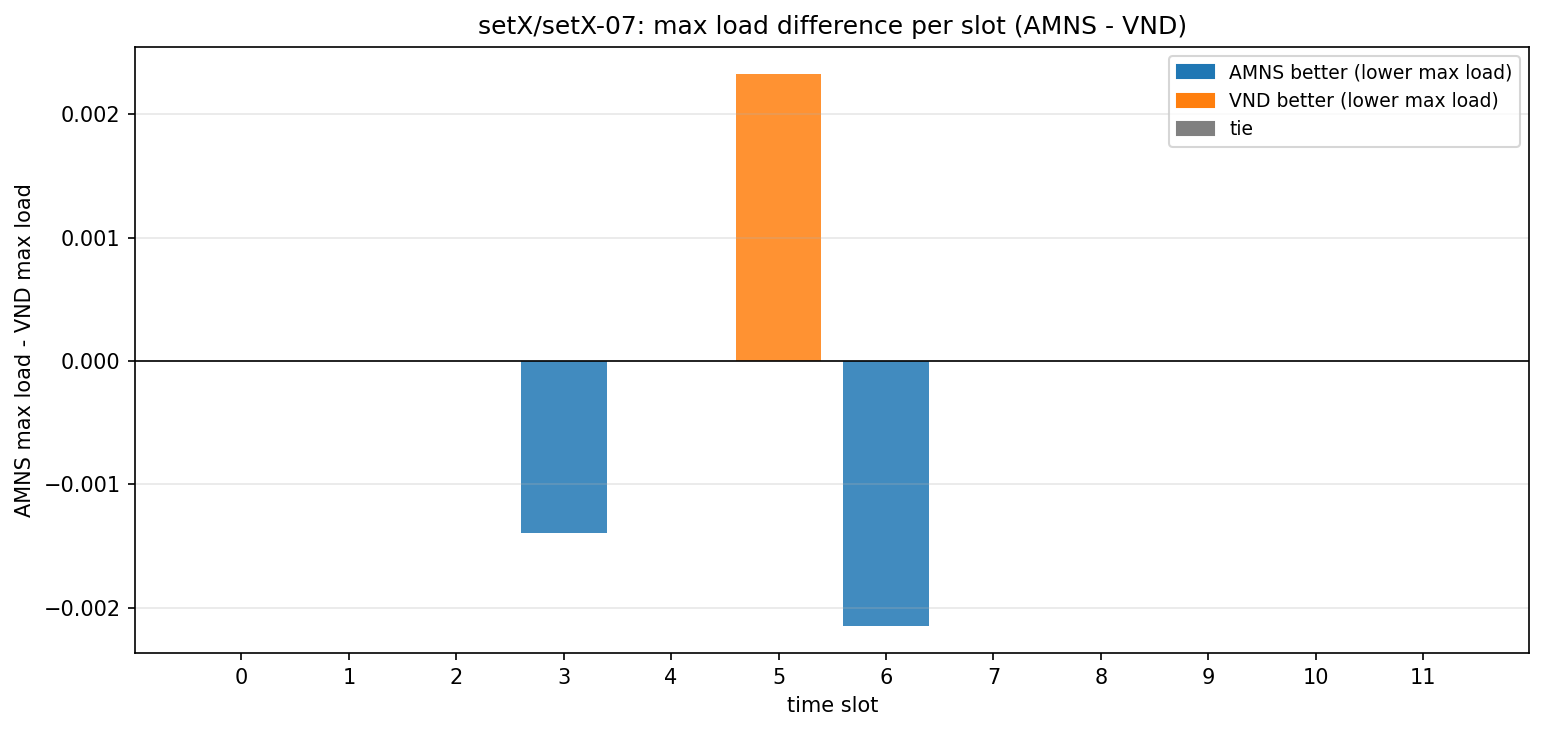 setX/setX-07: max load difference per slot (AMNS - VND)
AMNS better (lower max load)
VND better (lower max load)
tie
AMNS max load - VND max load
0.002
0.001
0.000
−0.001
−0.002
0 1 2 3 4 5 6 7 8 9 10 11
time slot